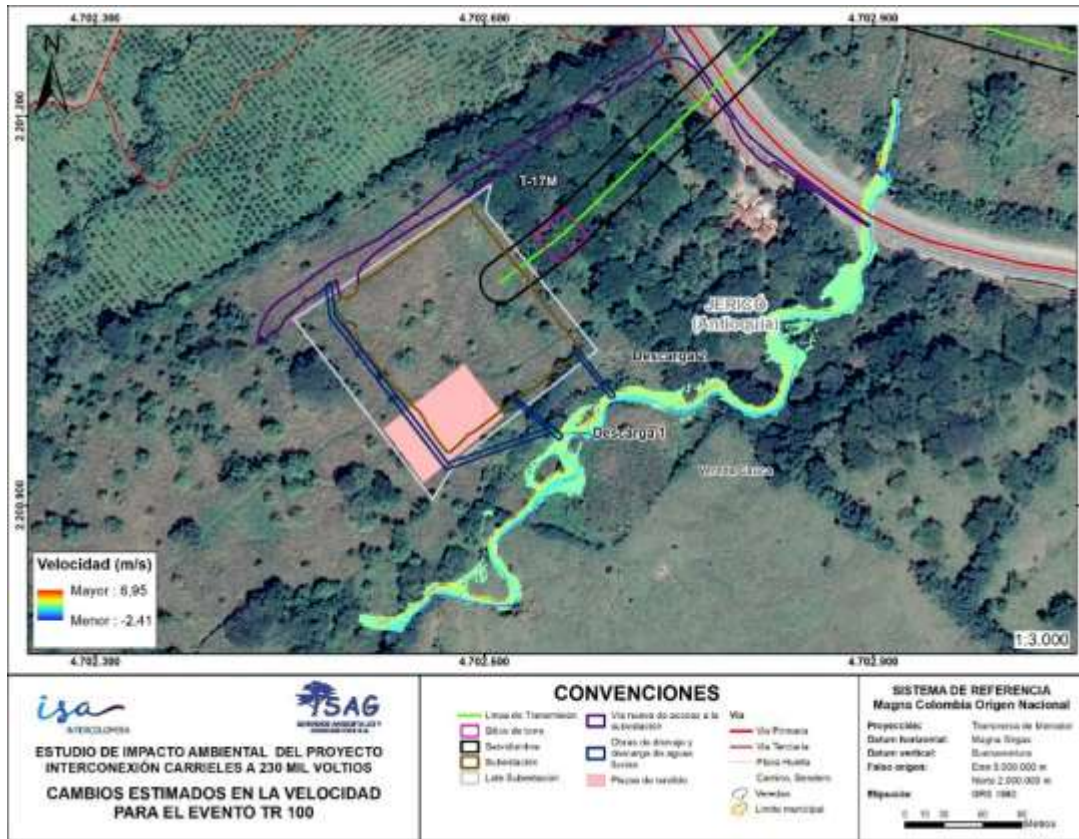 4.702.300
4.702.600
4.702.900
N
2.201.200
2.200.900
T-17M
JERICÓ
(Antioquia)
Descarga 2
Descarga 1
Vereda Cauca
Velocidad (m/s)
Mayor : 6,95
Menor : -2,41
1:3.000
4.702.300
4.702.600
4.702.900
isa
INTERCOLOMBIA
SAG
ESTUDIO DE IMPACTO AMBIENTAL DEL PROYECTO
INTERCONEXIÓN CARRIELES A 230 MIL VOLTIOS
CAMBIOS ESTIMADOS EN LA VELOCIDAD
PARA EL EVENTO TR 100
CONVENCIONES
Línea de Transmisión
Sitios de torre
Servidumbre
Subestación
Lote Subestación
Vía nueva de acceso a la
subestación
Obras de drenaje y
descarga de aguas
lluvias
Plazas de tendido
Vía
Vía Primaria
Vía Terciaria
Placa Huella
Camino, Sendero
Veredas
Límite municipal
SISTEMA DE REFERENCIA
Magna Colombia Origen Nacional
Proyección: Transversa de Mercator
Datum horizontal: Magna Sirgas
Datum vertical: Buenaventura
Falso origen: Este 5.000.000 m
Norte 2.000.000 m
Elipsoide: GRS 1980
Metros